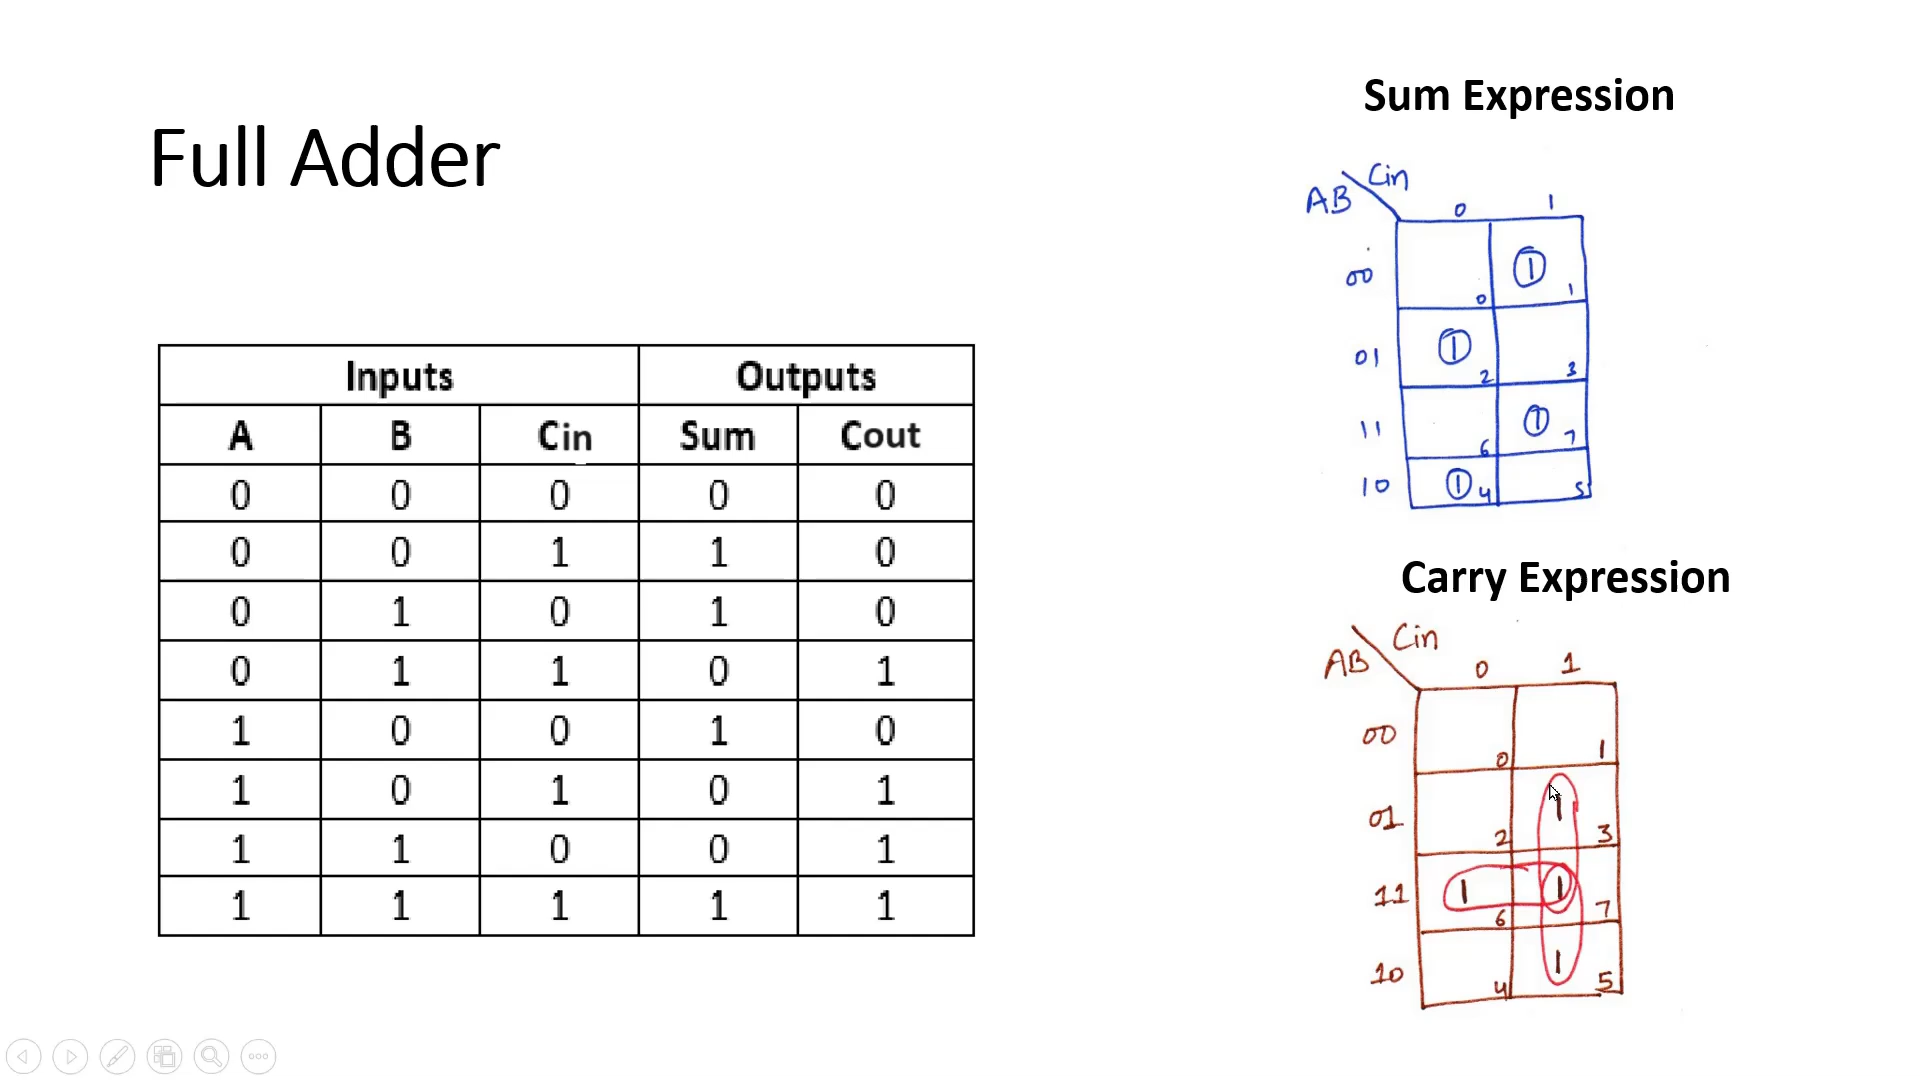 Full Adder
Inputs Outputs
A B Cin Sum Cout
0 0 0 0 0
0 0 1 1 0
0 1 0 1 0
0 1 1 0 1
1 0 0 1 0
1 0 1 0 1
1 1 0 0 1
1 1 1 1 1
Sum Expression
Cin
AB 0 1
00 1
0 1
01 1
2 3
11 1
6 7
10 1
4 5
Carry Expression
Cin
AB 0 1
00
0 1
01 1
2 3
11 1 1
6 7
10 1
4 5